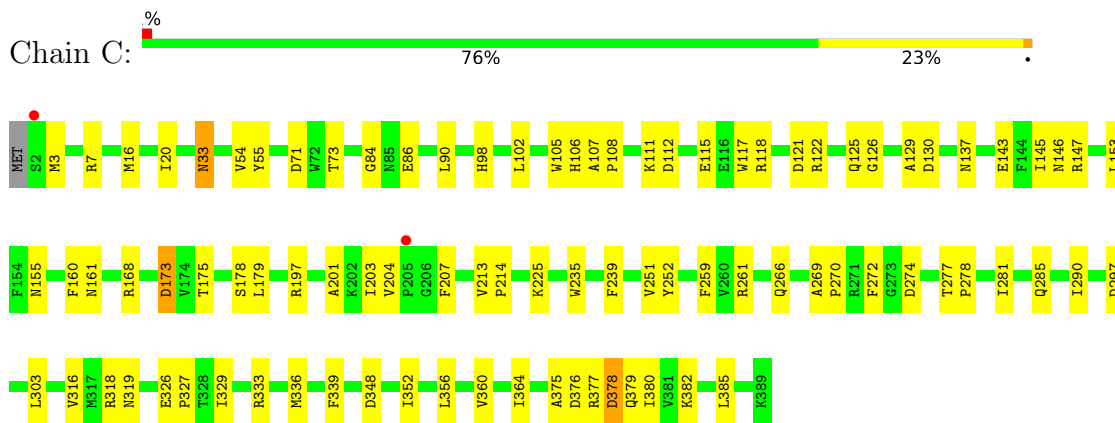 .%
Chain C:
76% 23% •
MET S2 M3 R7 M16 I20 N33 V54 Y55 D71 W72 T73 G84 N85 E86 L90 H98 L102 W105 H106 A107 P108 K111 D112 E115 E116 W117 R118 D121 R122 Q125 G126 A129 D130 N137 E143 F144 I145 N146 R147
F154 N155 F160 N161 R168 D173 V174 T175 S178 L179 R197 A201 K202 I203 V204 P205 G206 F207 V213 P214 K225 W235 F239 V251 Y252 F259 V260 R261 Q266 A269 P270 R271 F272 G273 D274 T277 P278 I281 Q285 I290
L303 V316 M317 R318 N319 E326 P327 T328 I329 R333 M336 F339 D348 I352 L356 V360 I364 A375 D376 R377 D378 Q379 I380 V381 K382 L385 K389